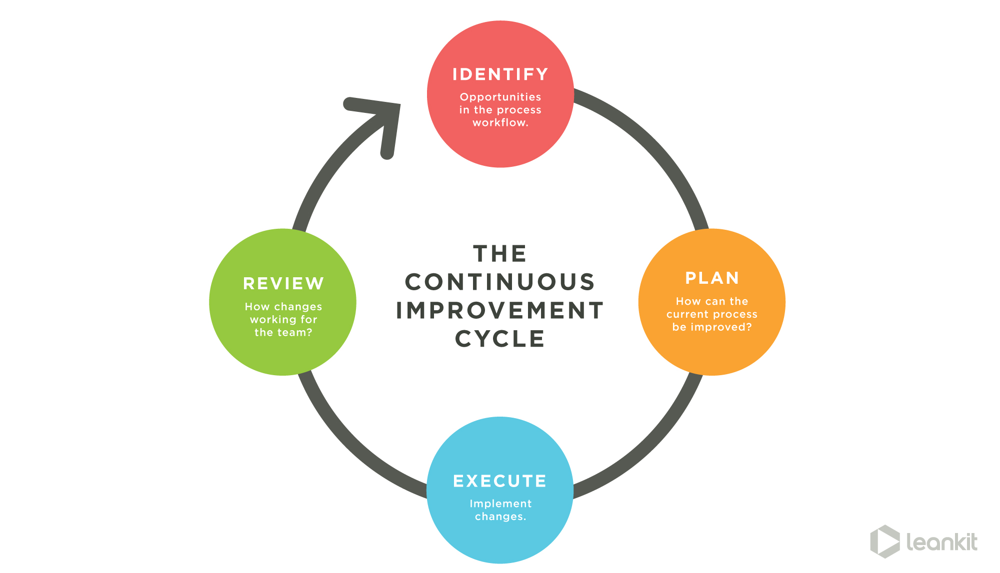 IDENTIFY
Opportunities
in the process
workflow.
THE
CONTINUOUS
IMPROVEMENT
CYCLE
PLAN
How can the
current process
be improved?
EXECUTE
Implement
changes.
REVIEW
How changes
working for
the team?
leankit